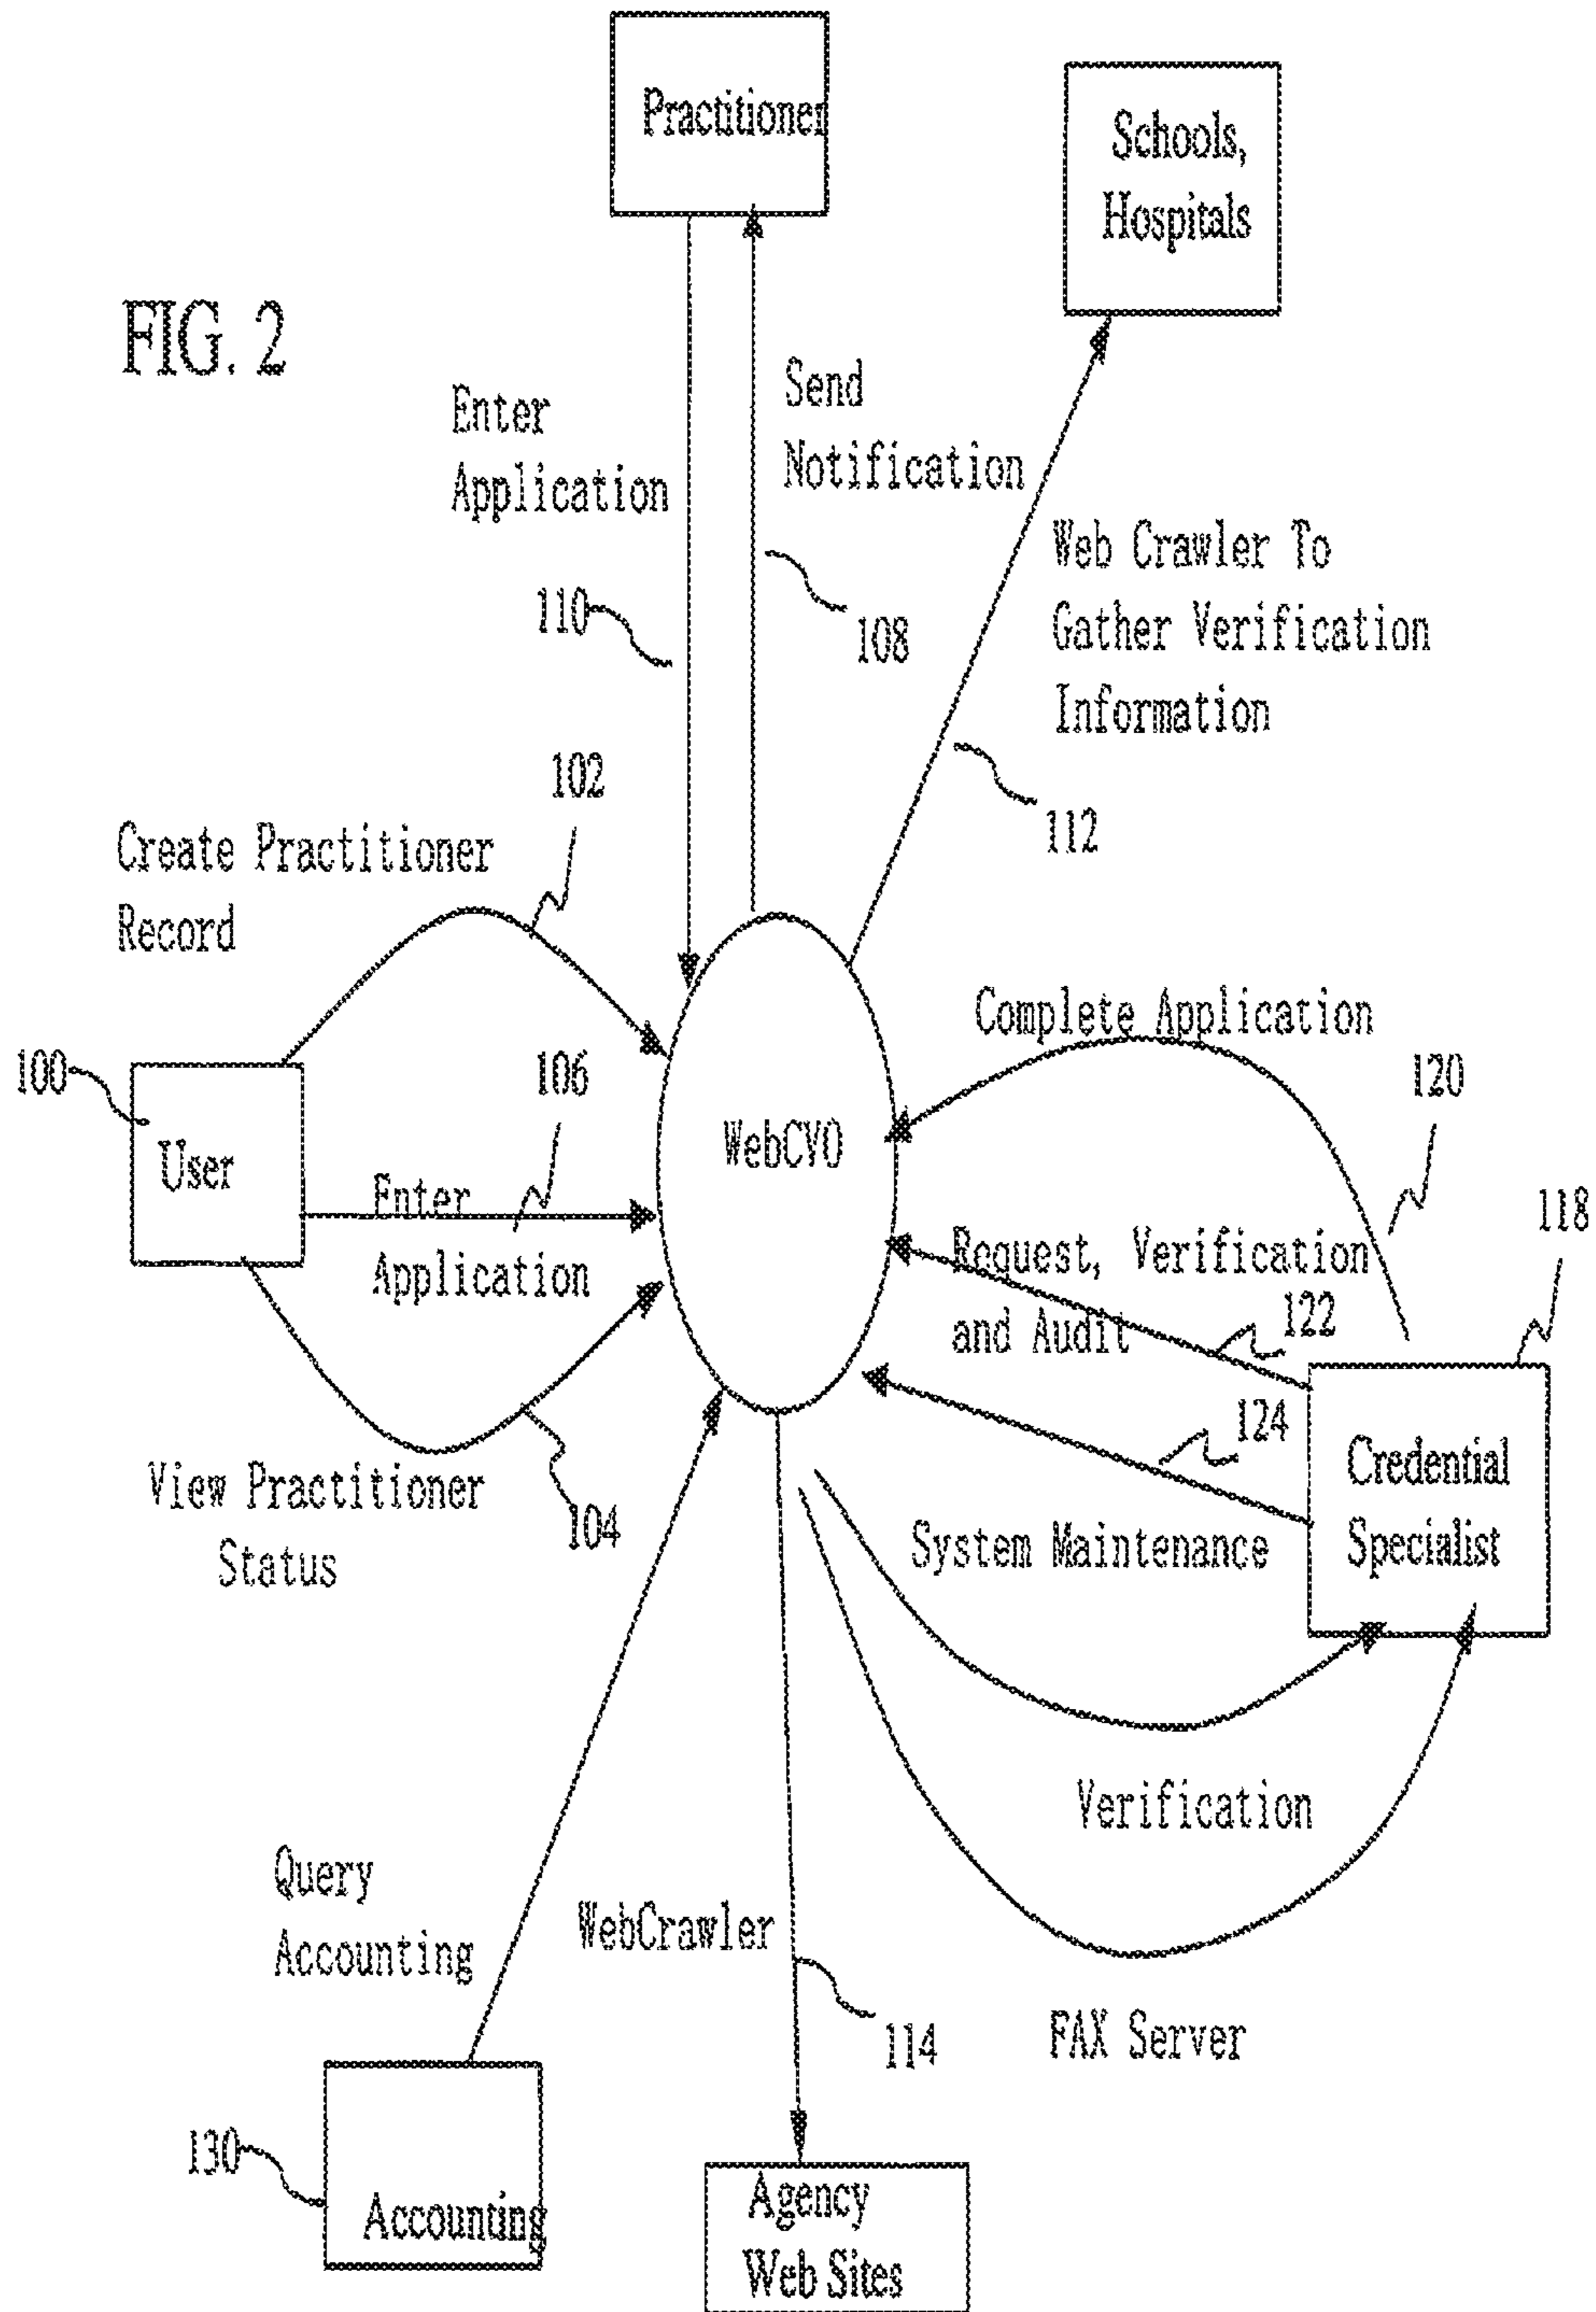 Practitioner
Schools,
Hospitals
FIG. 2
Enter
Application
Send
Notification
Web Crawler To
Gather Verification
Information
110
108
112
102
Create Practitioner
Record
100
User
106
Enter
Application
WebCVO
Complete Application
120
118
Request, Verification
and Audit
122
124
Credential
Specialist
View Practitioner
Status
104
System Maintenance
Verification
Query
Accounting
WebCrawler
114
FAX Server
130
Accounting
Agency
Web Sites